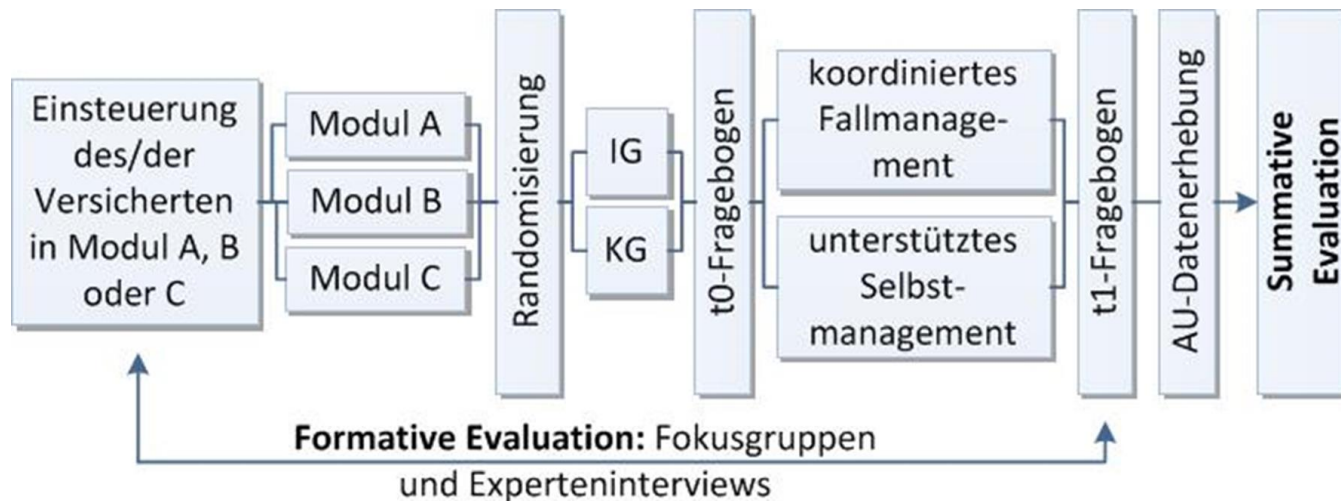 Einsteuerung
des/der
Versicherten
in Modul A, B
oder C
Modul A
Modul B
Modul C
Randomisierung
IG
KG
t0-Fragebogen
koordiniertes
Fallmanage-
ment
unterstütztes
Selbst-
management
t1-Fragebogen
AU-Datenerhebung
Summative
Evaluation
Formative Evaluation: Fokusgruppen
und Experteninterviews